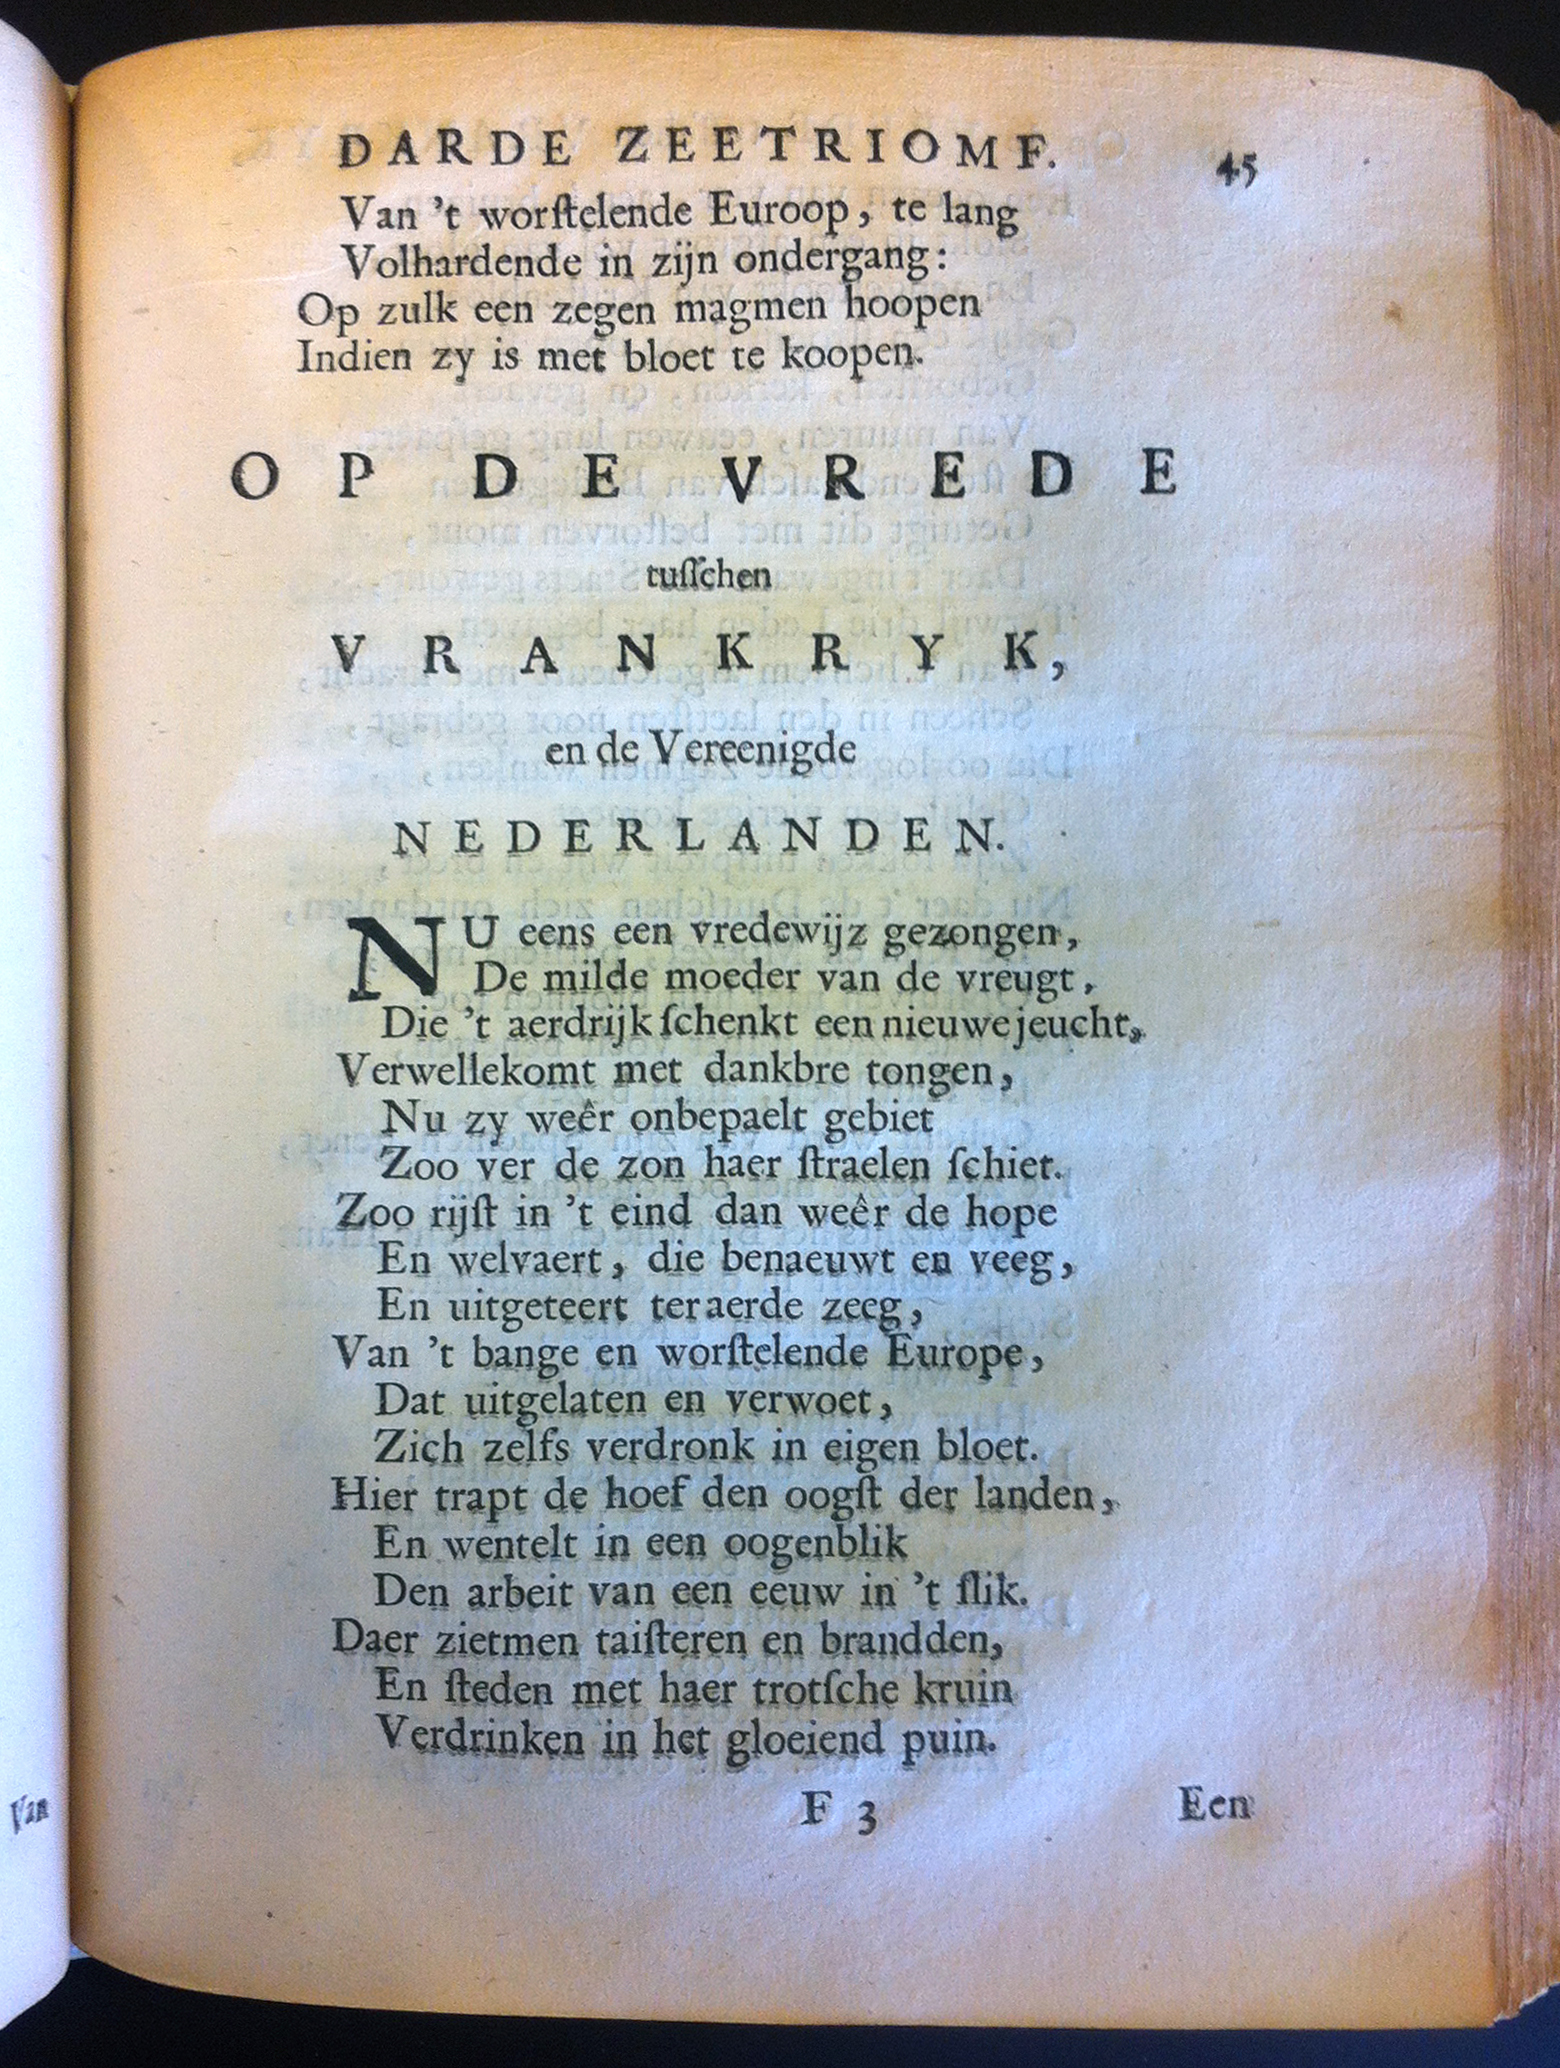 DARDE ZEETRIOMF. 45
Van 't worſtelende Euroop, te lang
Volhardende in zijn ondergang:
Op zulk een zegen magmen hoopen
Indien zy is met bloet te koopen.
OP DE VREDE
tuſſchen
VRANKRYK,
en de Vereenigde
NEDERLANDEN.
NU eens een vredewijz gezongen,
De milde moeder van de vreugt,
Die 't aerdrijk ſchenkt een nieuwe jeucht,
Verwellekomt met dankbre tongen,
Nu zy weêr onbepaelt gebiet
Zoo ver de zon haer ſtraelen ſchiet.
Zoo rijſt in 't eind dan weêr de hope
En welvaert, die benaeuwt en veeg,
En uitgeteert ter aerde zeeg,
Van 't bange en worſtelende Europe,
Dat uitgelaten en verwoet,
Zich zelfs verdronk in eigen bloet.
Hier trapt de hoef den oogſt der landen,
En wentelt in een oogenblik
Den arbeit van een eeuw in 't ſlik.
Daer zietmen taiſteren en brandden,
En ſteden met haer trotſche kruin
Verdrinken in het gloeiend puin.
F 3 Een
Van